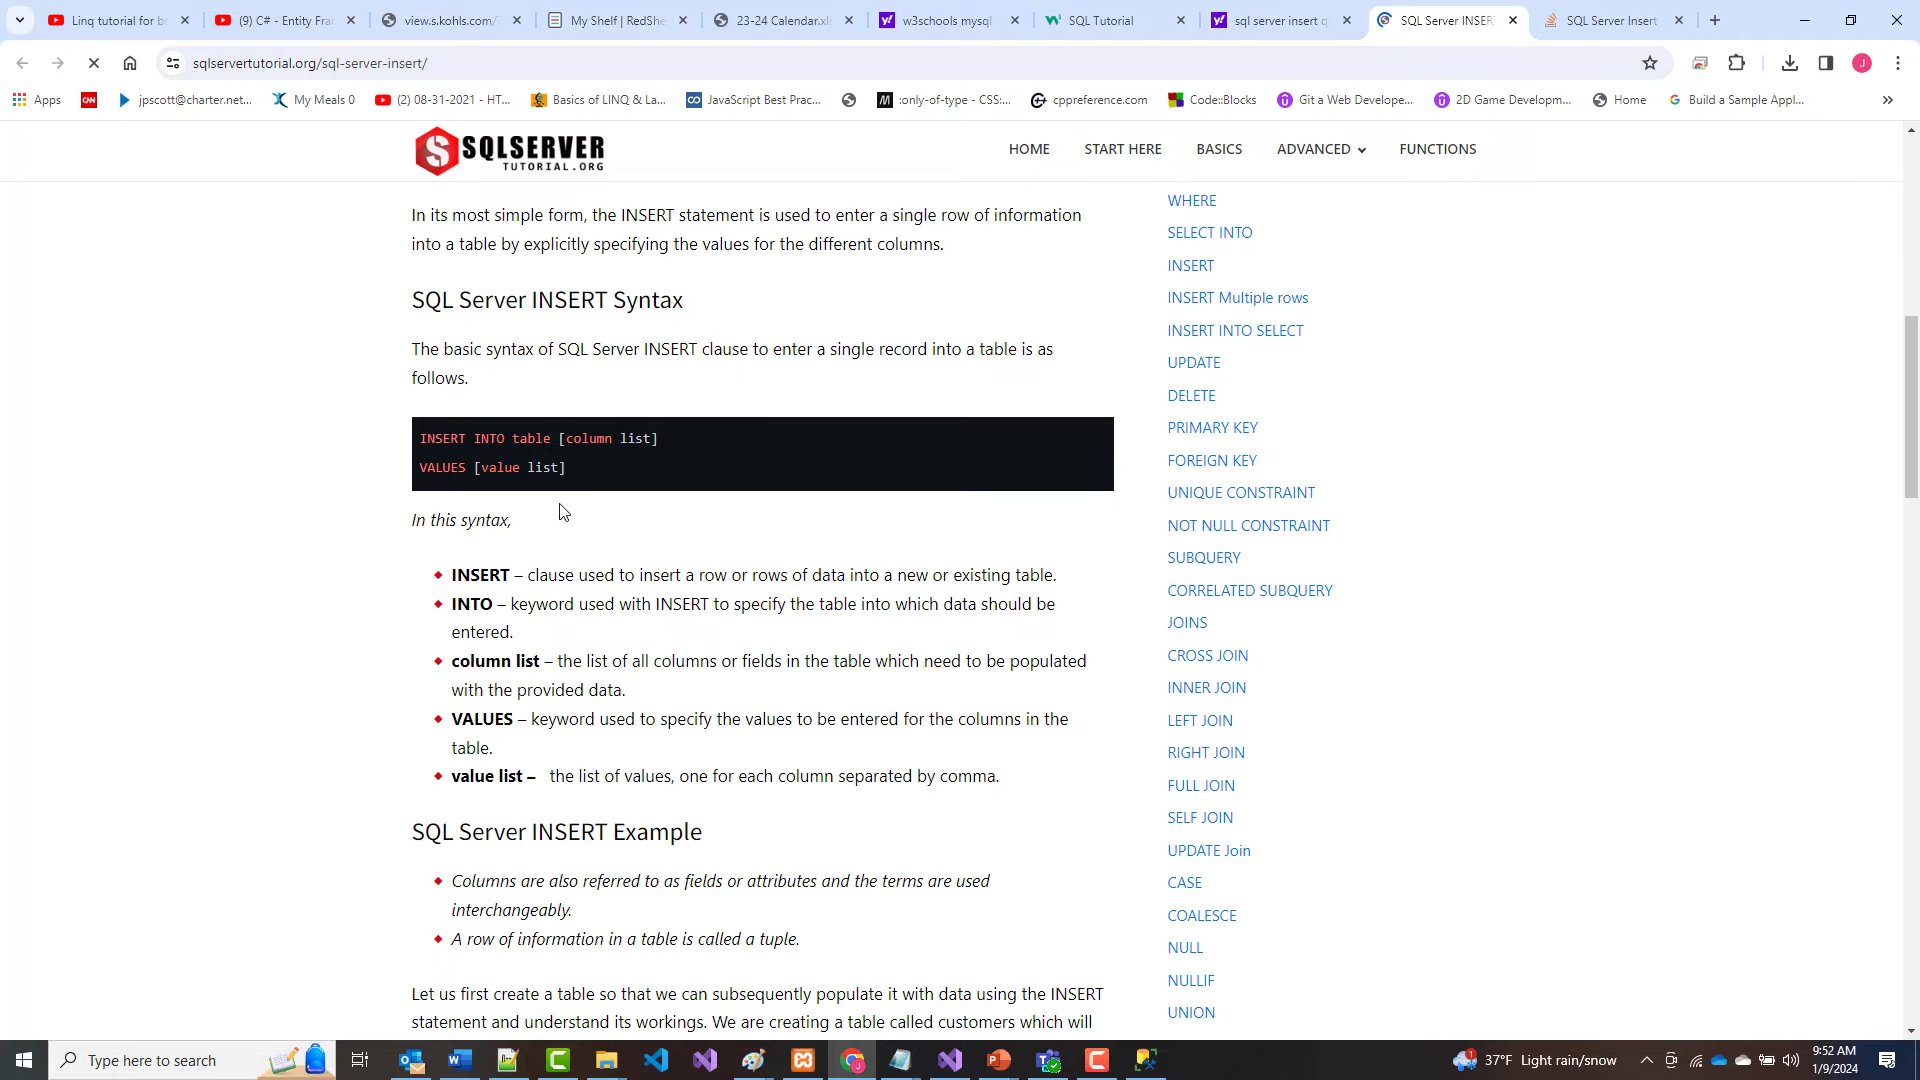 Linq tutorial for be
(9) C# - Entity Fra
view.s.kohls.com/
My Shelf | RedShe
23-24 Calendar.xls
w3schools mysql
SQL Tutorial
sql server insert q
SQL Server INSERT
SQL Server Insert
sqlservertutorial.org/sql-server-insert/
J
Apps
CNN
jpscott@charter.net...
My Meals 0
(2) 08-31-2021 - HT...
Basics of LINQ & La...
JavaScript Best Prac...
:only-of-type - CSS:...
cppreference.com
Code::Blocks
Git a Web Develope...
2D Game Developm...
Home
Build a Sample Appl...
»
SQLSERVER
TUTORIAL.ORG
HOME
START HERE
BASICS
ADVANCED
FUNCTIONS
In its most simple form, the INSERT statement is used to enter a single row of information
into a table by explicitly specifying the values for the different columns.
SQL Server INSERT Syntax
The basic syntax of SQL Server INSERT clause to enter a single record into a table is as
follows.
INSERT INTO table [column list]
VALUES [value list]
In this syntax,
INSERT – clause used to insert a row or rows of data into a new or existing table.
INTO – keyword used with INSERT to specify the table into which data should be
entered.
column list – the list of all columns or fields in the table which need to be populated
with the provided data.
VALUES – keyword used to specify the values to be entered for the columns in the
table.
value list – the list of values, one for each column separated by comma.
SQL Server INSERT Example
Columns are also referred to as fields or attributes and the terms are used
interchangeably.
A row of information in a table is called a tuple.
Let us first create a table so that we can subsequently populate it with data using the INSERT
statement and understand its workings. We are creating a table called customers which will
WHERE
SELECT INTO
INSERT
INSERT Multiple rows
INSERT INTO SELECT
UPDATE
DELETE
PRIMARY KEY
FOREIGN KEY
UNIQUE CONSTRAINT
NOT NULL CONSTRAINT
SUBQUERY
CORRELATED SUBQUERY
JOINS
CROSS JOIN
INNER JOIN
LEFT JOIN
RIGHT JOIN
FULL JOIN
SELF JOIN
UPDATE Join
CASE
COALESCE
NULL
NULLIF
UNION
Type here to search
37°F Light rain/snow
9:52 AM
1/9/2024